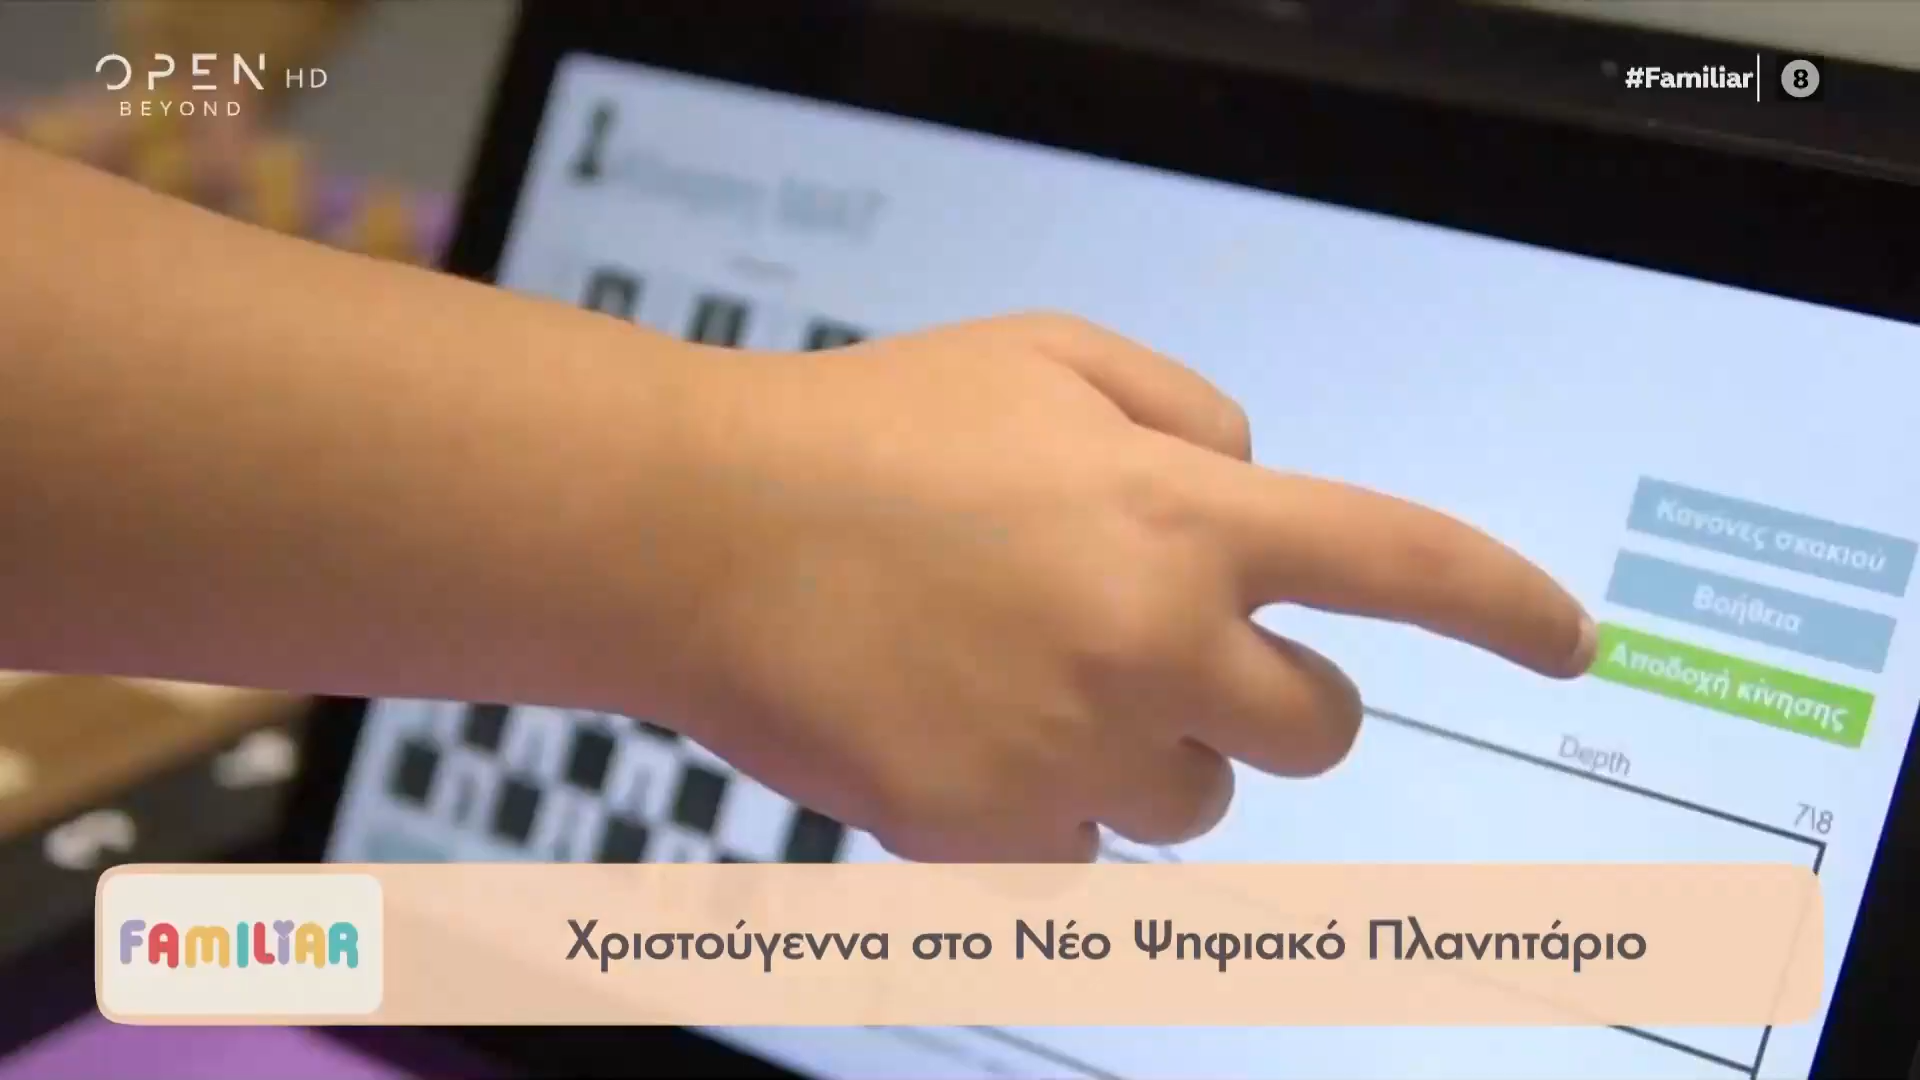 OPEN HD
BEYOND
#Familiar 8
Κανόνες σκακιού
Βοήθεια
Αποδοχή κίνησης
Depth
7\8
FAMILIAR
Χριστούγεννα στο Νέο Ψηφιακό Πλανητάριο